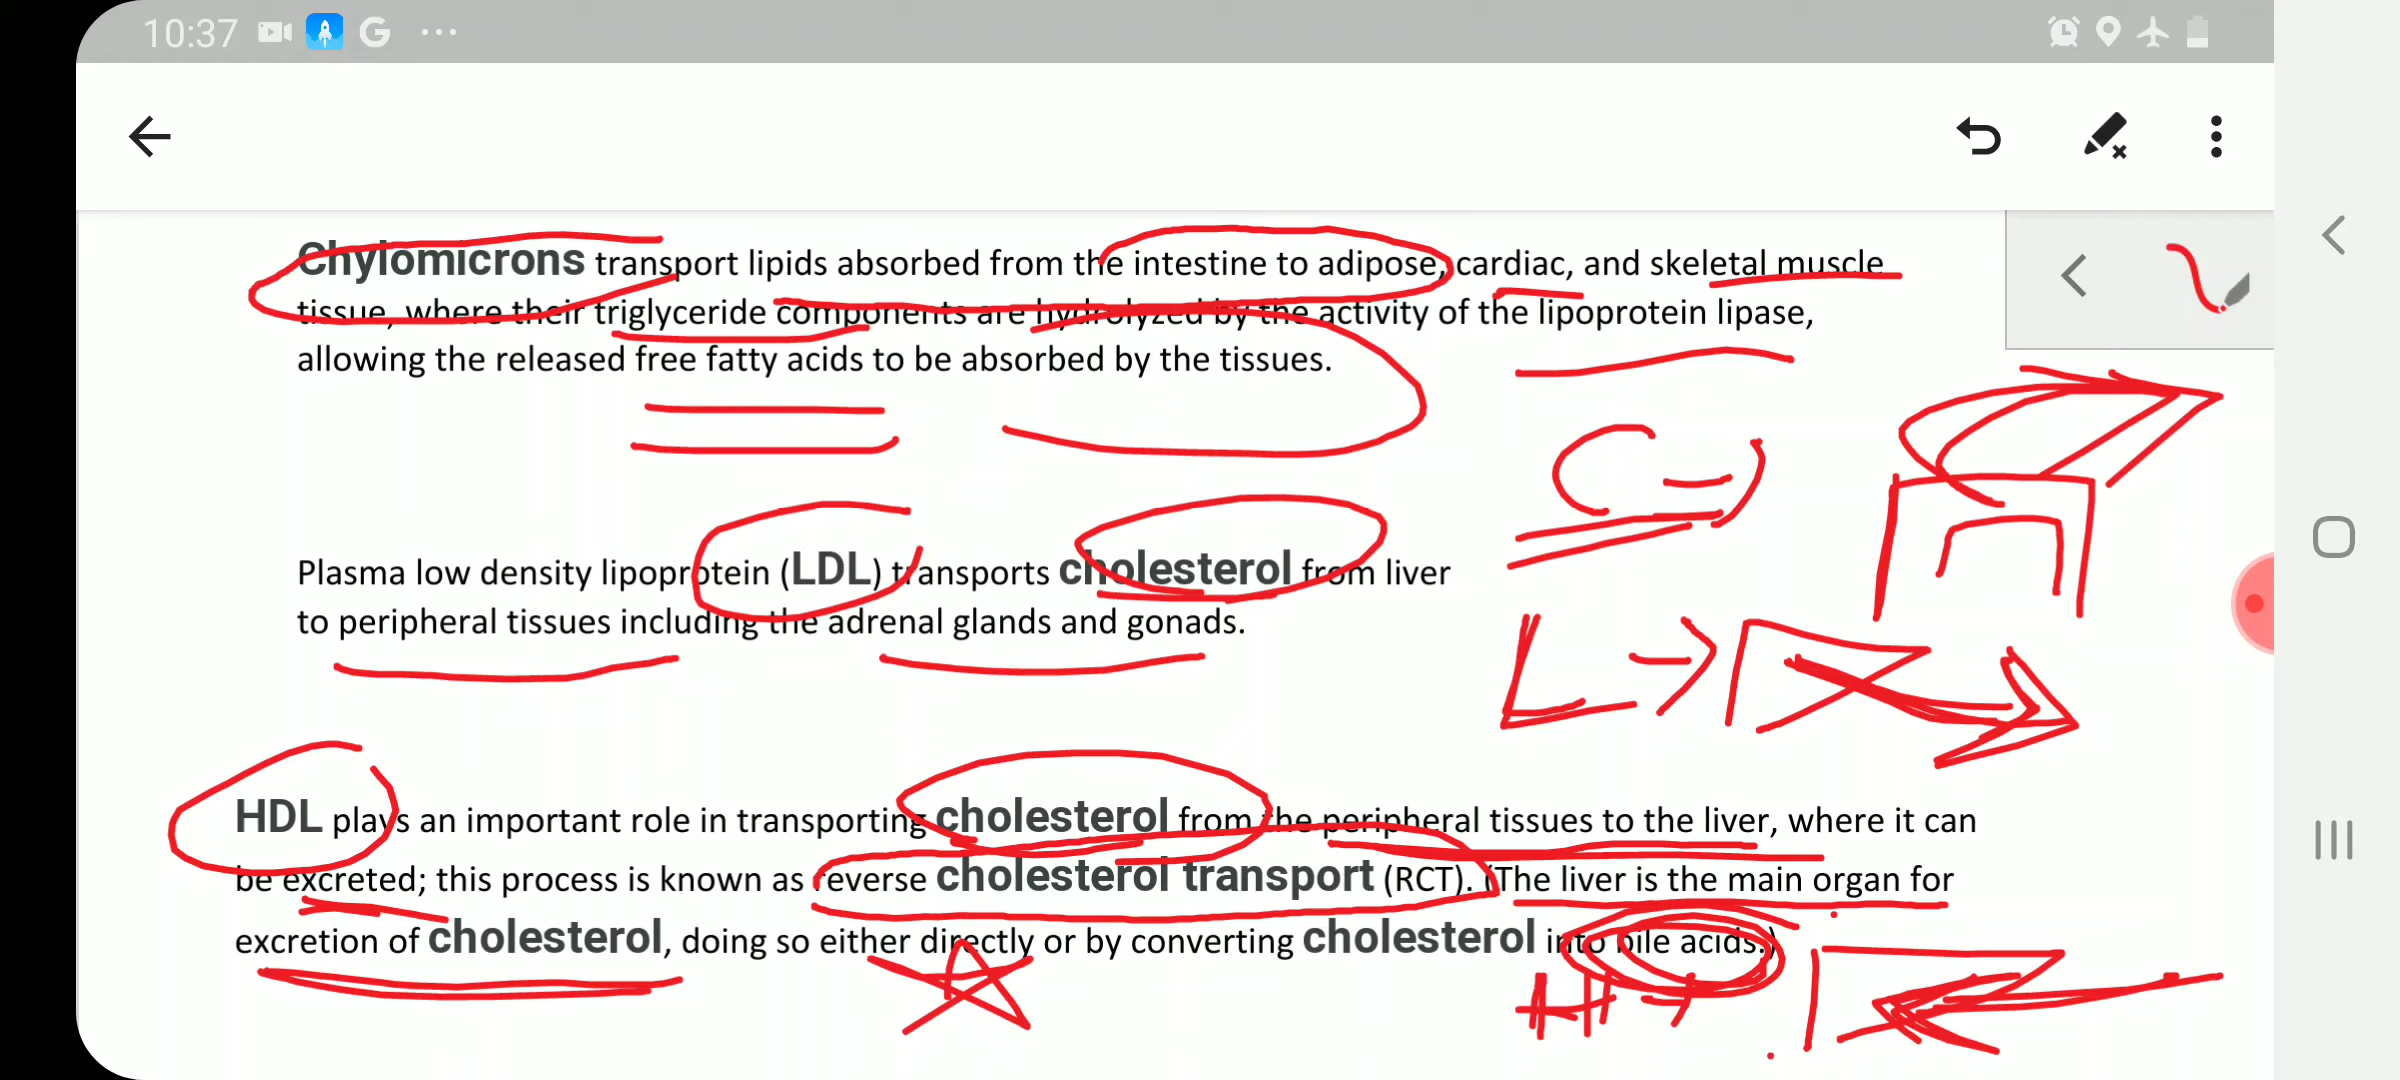 10:37
Chylomicrons transport lipids absorbed from the intestine to adipose, cardiac, and skeletal muscle
tissue, where their triglyceride components are hydrolyzed by the activity of the lipoprotein lipase,
allowing the released free fatty acids to be absorbed by the tissues.
Plasma low density lipoprotein (LDL) transports cholesterol from liver
to peripheral tissues including the adrenal glands and gonads.
HDL plays an important role in transporting cholesterol from the peripheral tissues to the liver, where it can
be excreted; this process is known as reverse cholesterol transport (RCT). (The liver is the main organ for
excretion of cholesterol, doing so either directly or by converting cholesterol into bile acids.)